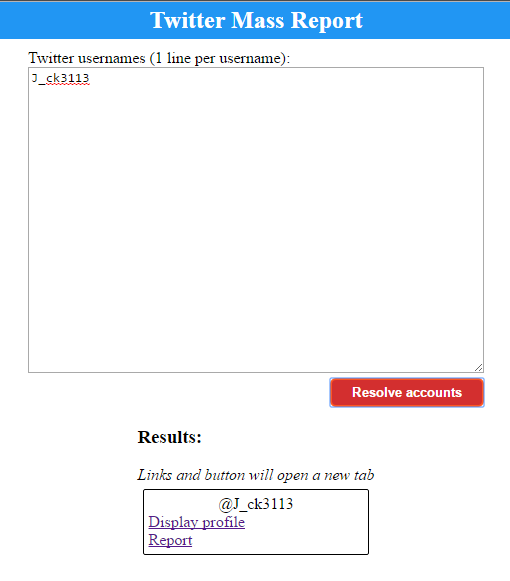 Twitter Mass Report
Twitter usernames (1 line per username):
J_ck3113
Resolve accounts
Results:
Links and button will open a new tab
@J_ck3113
Display profile
Report